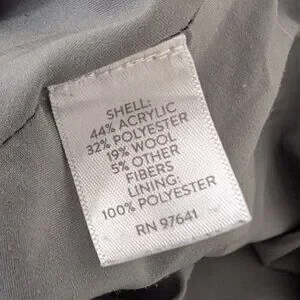 SHELL:
44% ACRYLIC
32% POLYESTER
19% WOOL
5% OTHER
FIBERS
LINING:
100% POLYESTER
RN 97641